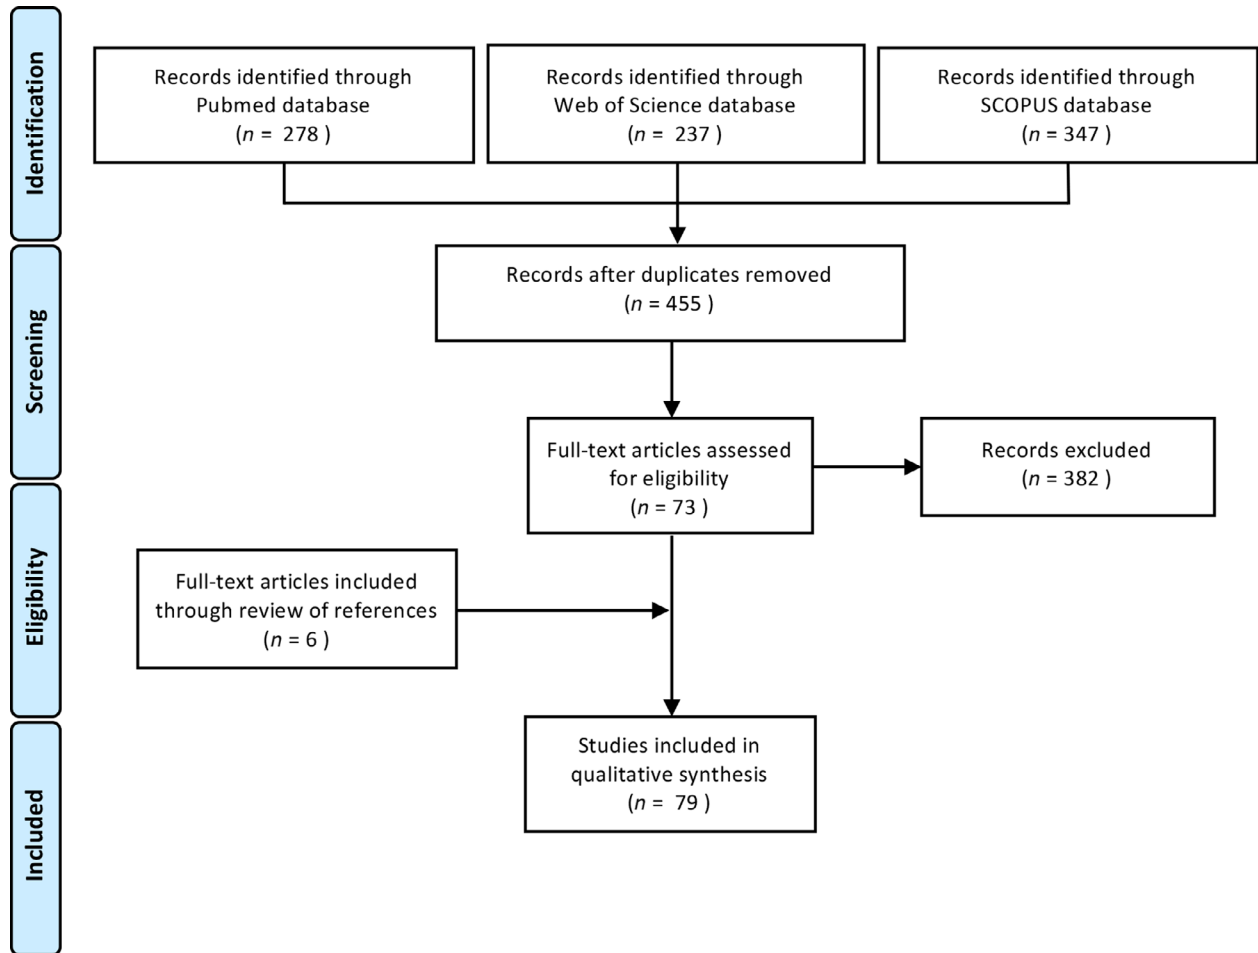 Identification
Records identified through
Pubmed database
(n = 278 )
Records identified through
Web of Science database
(n = 237 )
Records identified through
SCOPUS database
(n = 347 )
Screening
Records after duplicates removed
(n = 455 )
Full-text articles assessed
for eligibility
(n = 73 )
Records excluded
(n = 382 )
Eligibility
Full-text articles included
through review of references
(n = 6 )
Included
Studies included in
qualitative synthesis
(n = 79 )